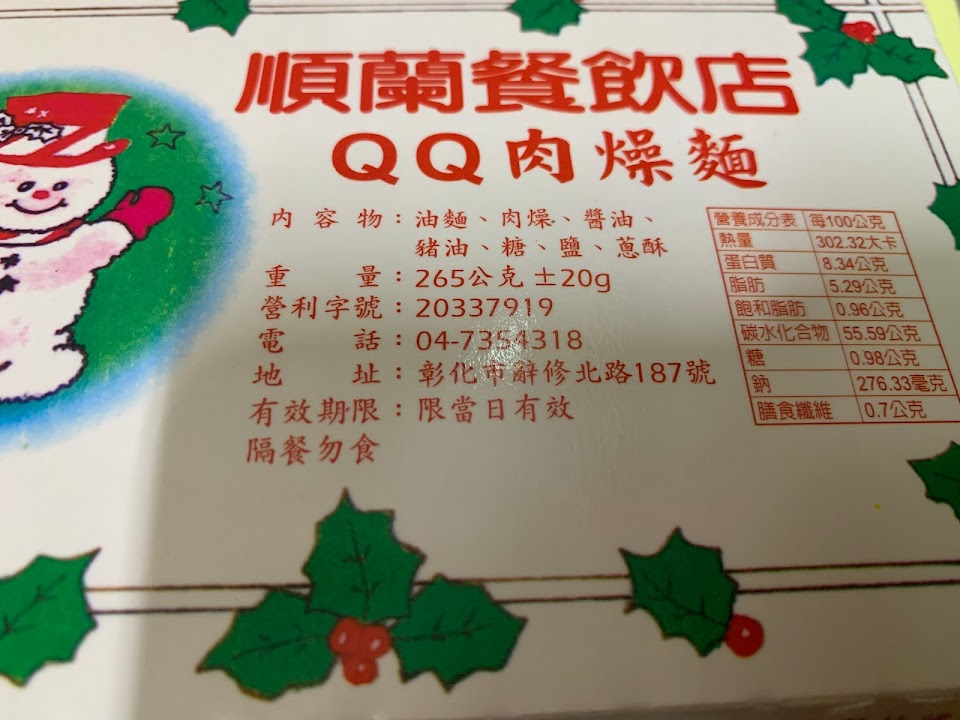 順蘭餐飲店
QQ肉燥麵
內容物：油麵、肉燥、醬油、
豬油、糖、鹽、蔥酥
重量：265公克±20g
營利字號：20337919
電話：04-7354318
地址：彰化市辭修北路187號
有效期限：限當日有效
隔餐勿食
營養成分表 每100公克
熱量 302.32大卡
蛋白質 8.34公克
脂肪 5.29公克
飽和脂肪 0.96公克
碳水化合物 55.59公克
糖 0.98公克
鈉 276.33毫克
膳食纖維 0.7公克